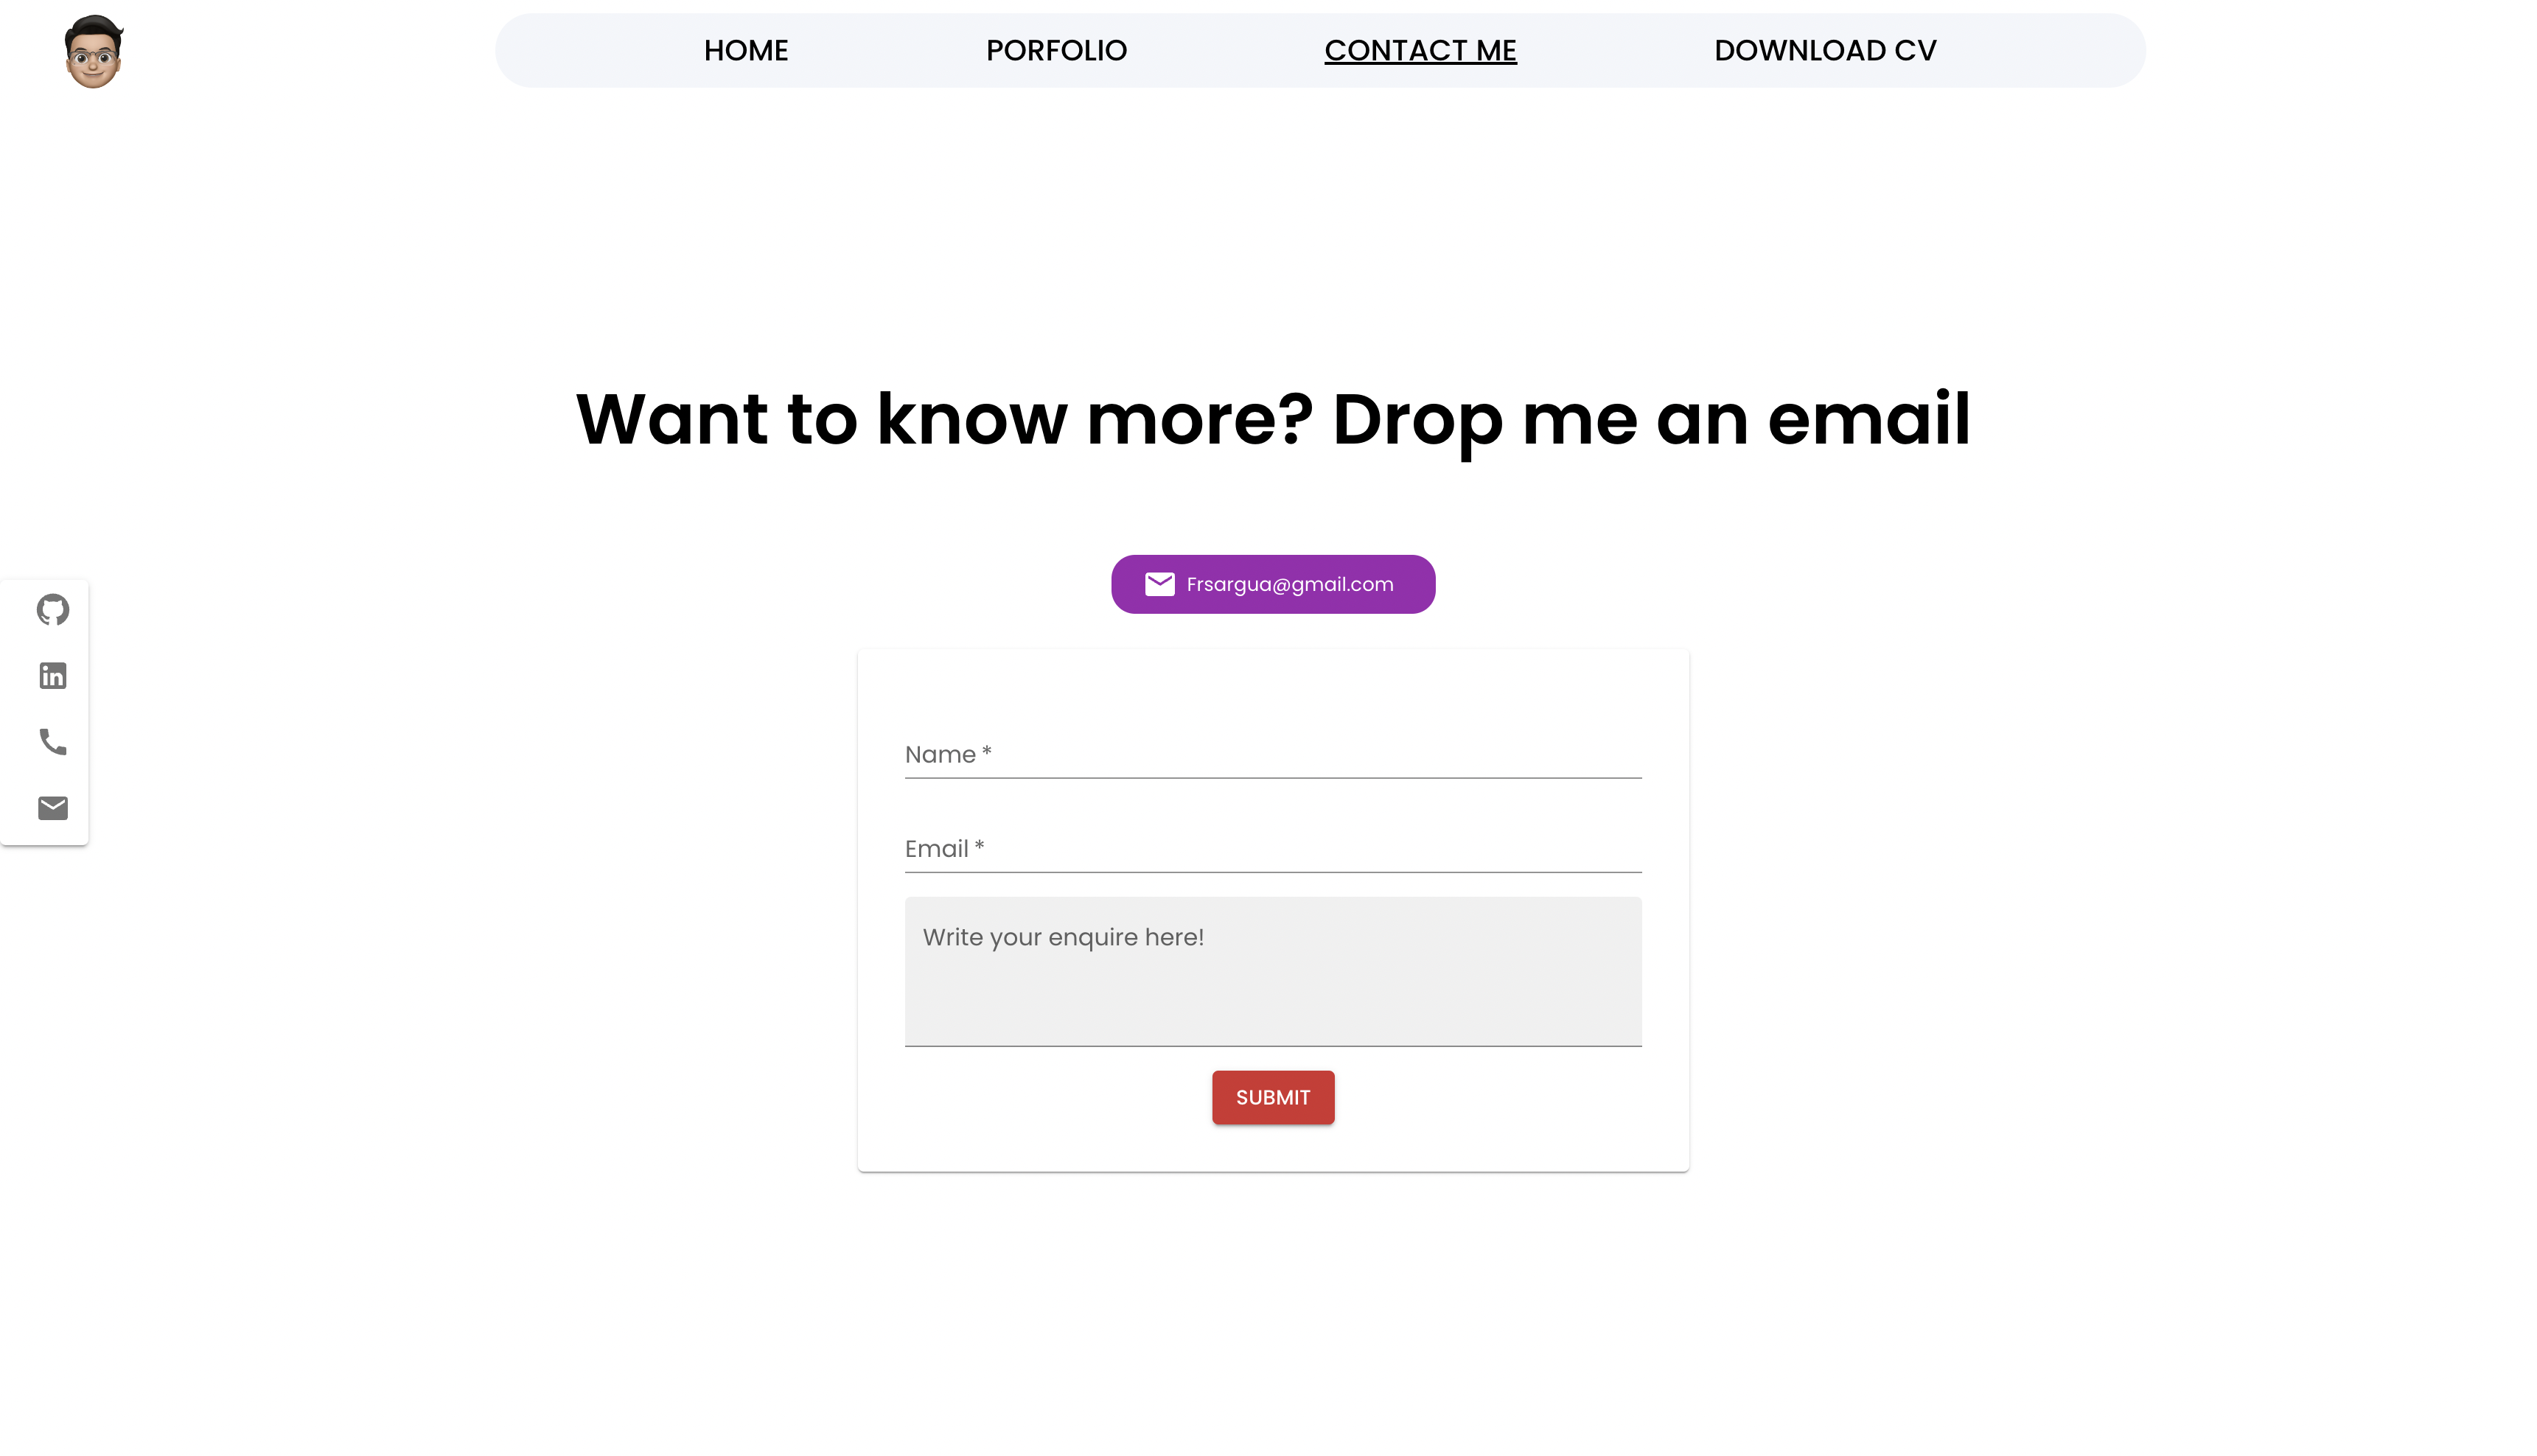 HOME PORFOLIO CONTACT ME DOWNLOAD CV
Want to know more? Drop me an email
Frsargua@gmail.com
in
Name *
Email *
Write your enquire here!
SUBMIT